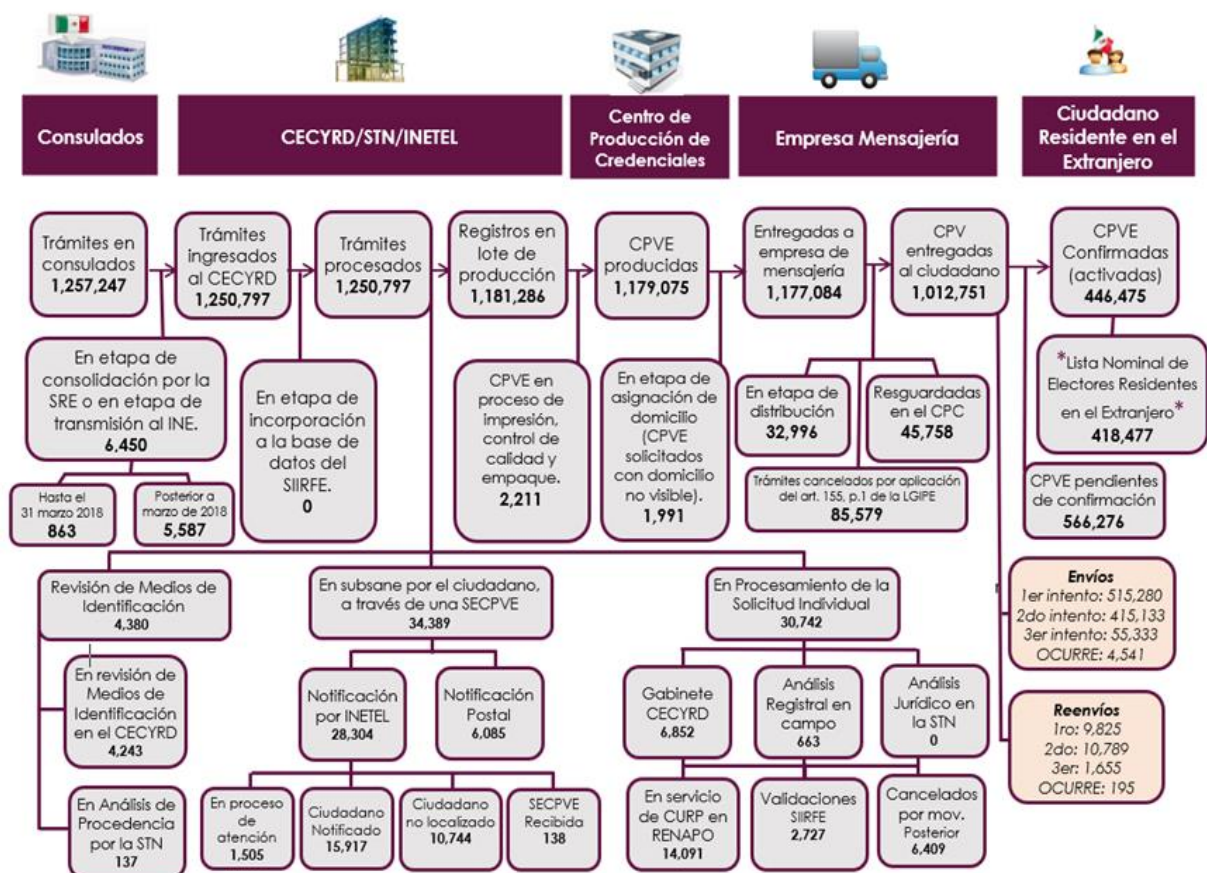 Consulados
CECYRD/STN/INETEL
Centro de
Producción de
Credenciales
Empresa Mensajería
Ciudadano
Residente en el
Extranjero
Trámites en
consulados
1,257,247
Trámites
ingresados
al CECYRD
1,250,797
Trámites
procesados
1,250,797
Registros en
lote de
producción
1,181,286
CPVE
producidas
1,179,075
Entregadas a
empresa de
mensajería
1,177,084
CPV
entregadas
al ciudadano
1,012,751
CPVE
Confirmadas
(activadas)
446,475
En etapa de
consolidación por la
SRE o en etapa de
transmisión al INE.
6,450
Hasta el
31 marzo 2018
863
Posterior a
marzo de 2018
5,587
En etapa de
incorporación
a la base de
datos del
SIIRFE.
0
CPVE en
proceso de
impresión,
control de
calidad y
empaque.
2,211
En etapa de
asignación de
domicilio
(CPVE
solicitados
con domicilio
no visible).
1,991
En etapa de
distribución
32,996
Resguardadas
en el CPC
45,758
Trámites cancelados por aplicación
del art. 155, p.1 de la LGIPE
85,579
*Lista Nominal de
Electores Residentes
en el Extranjero*
418,477
CPVE pendientes
de confirmación
566,276
Revisión de Medios de
Identificación
4,380
En revisión de
Medios de
Identificación
en el CECYRD
4,243
En Análisis de
Procedencia
por la STN
137
En subsane por el ciudadano,
a través de una SECPVE
34,389
Notificación
por INETEL
28,304
Notificación
Postal
6,085
En proceso de
atención
1,505
Ciudadano
Notificado
15,917
Ciudadano
no localizado
10,744
SECPVE
Recibida
138
En Procesamiento de la
Solicitud Individual
30,742
Gabinete
CECYRD
6,852
Análisis
Registral en
campo
663
Análisis
Jurídico en
la STN
0
En servicio
de CURP en
RENAPO
14,091
Validaciones
SIIRFE
2,727
Cancelados
por mov.
Posterior
6,409
Envíos
1er intento: 515,280
2do intento: 415,133
3er intento: 55,333
OCURRE: 4,541
Reenvíos
1ro: 9,825
2do: 10,789
3er: 1,655
OCURRE: 195